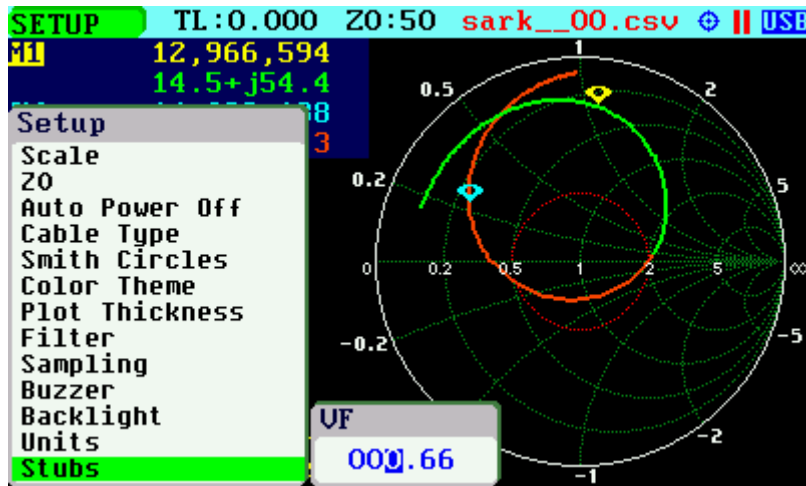 SETUP TL:0.000 Z0:50 sark__00.csv USB
M1 12,966,594
14.5+j54.4
8
3
Setup
Scale
ZO
Auto Power Off
Cable Type
Smith Circles
Color Theme
Plot Thickness
Filter
Sampling
Buzzer
Backlight
Units
Stubs
VF
000.66
1
0.5 2
0.2 5
0 0.2 0.5 1 2 5 ∞
-0.2 -5
-2
-1